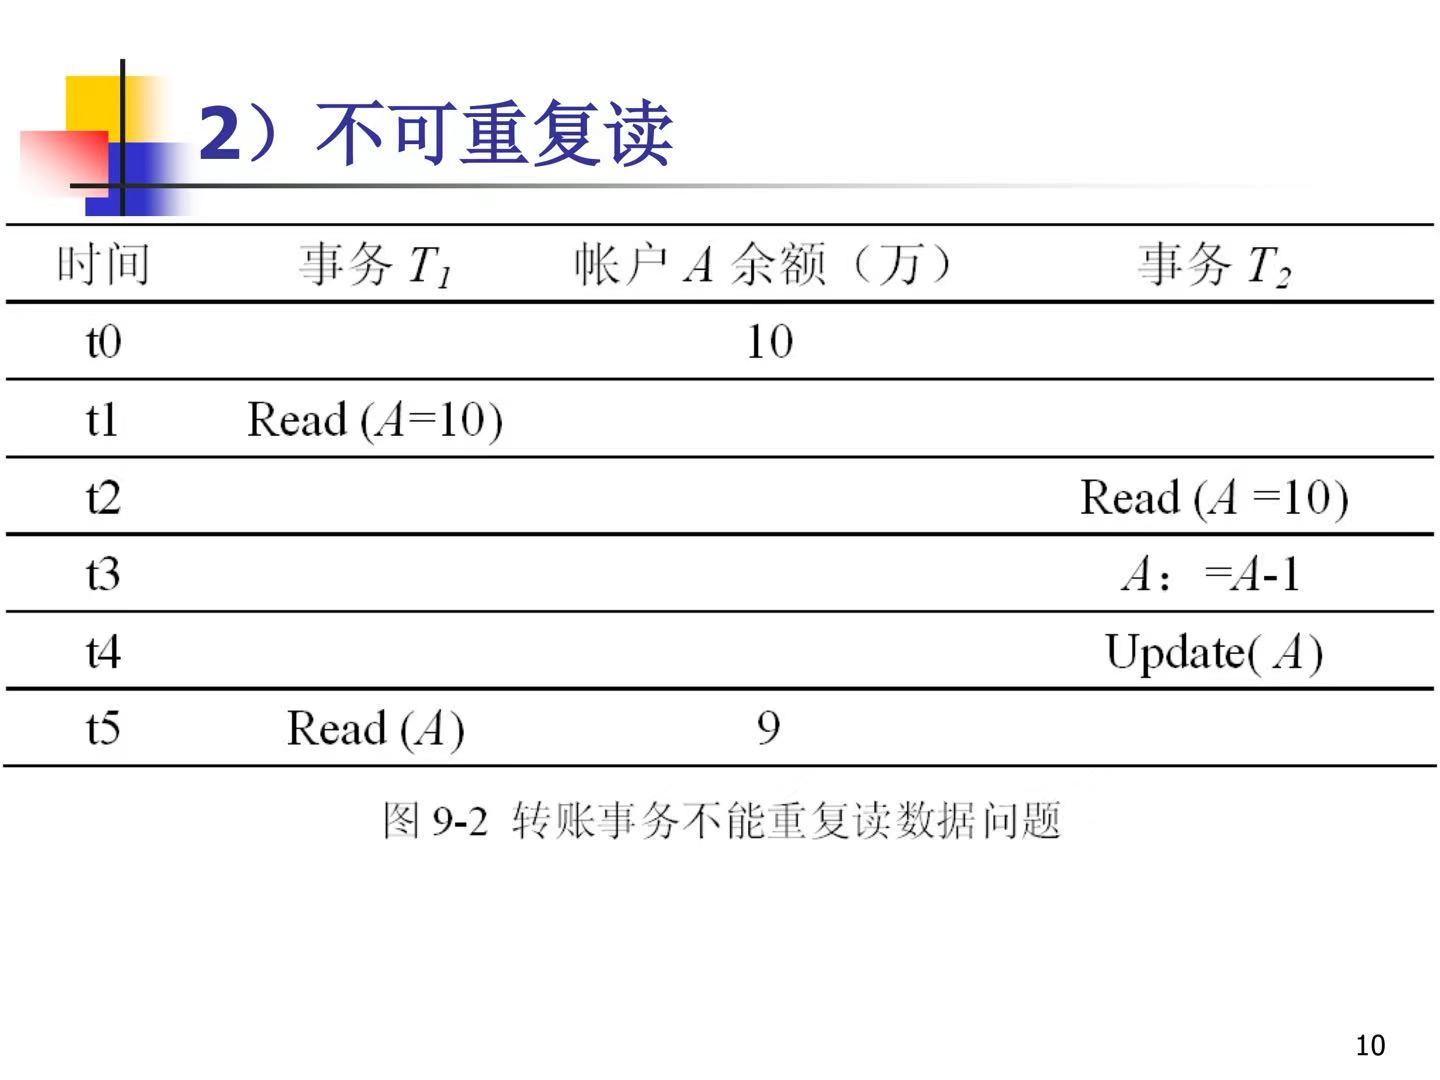 2）不可重复读
时间 事务 T1 帐户 A 余额（万） 事务 T2
t0 10
t1 Read (A=10)
t2 Read (A =10)
t3 A：=A-1
t4 Update( A)
t5 Read (A) 9
图 9-2 转账事务不能重复读数据问题
10